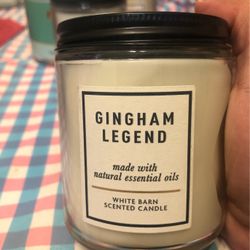 GINGHAM
LEGEND
made with
natural essential oils
WHITE BARN
SCENTED CANDLE